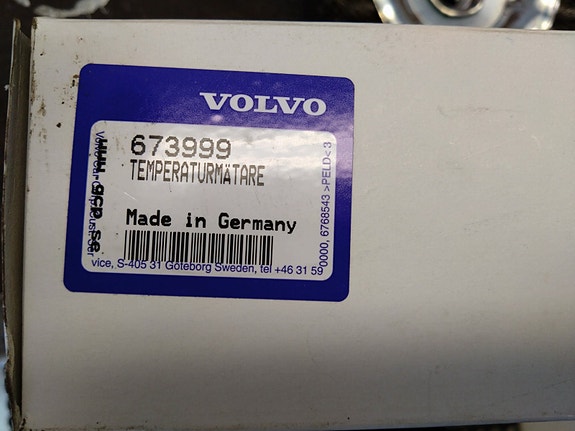 VOLVO
673999
TEMPERATURMÄTARE
Made in Germany
vice, S-405 31 Göteborg Sweden, tel +46 31 59
0000, 6768543 >PELD< 3